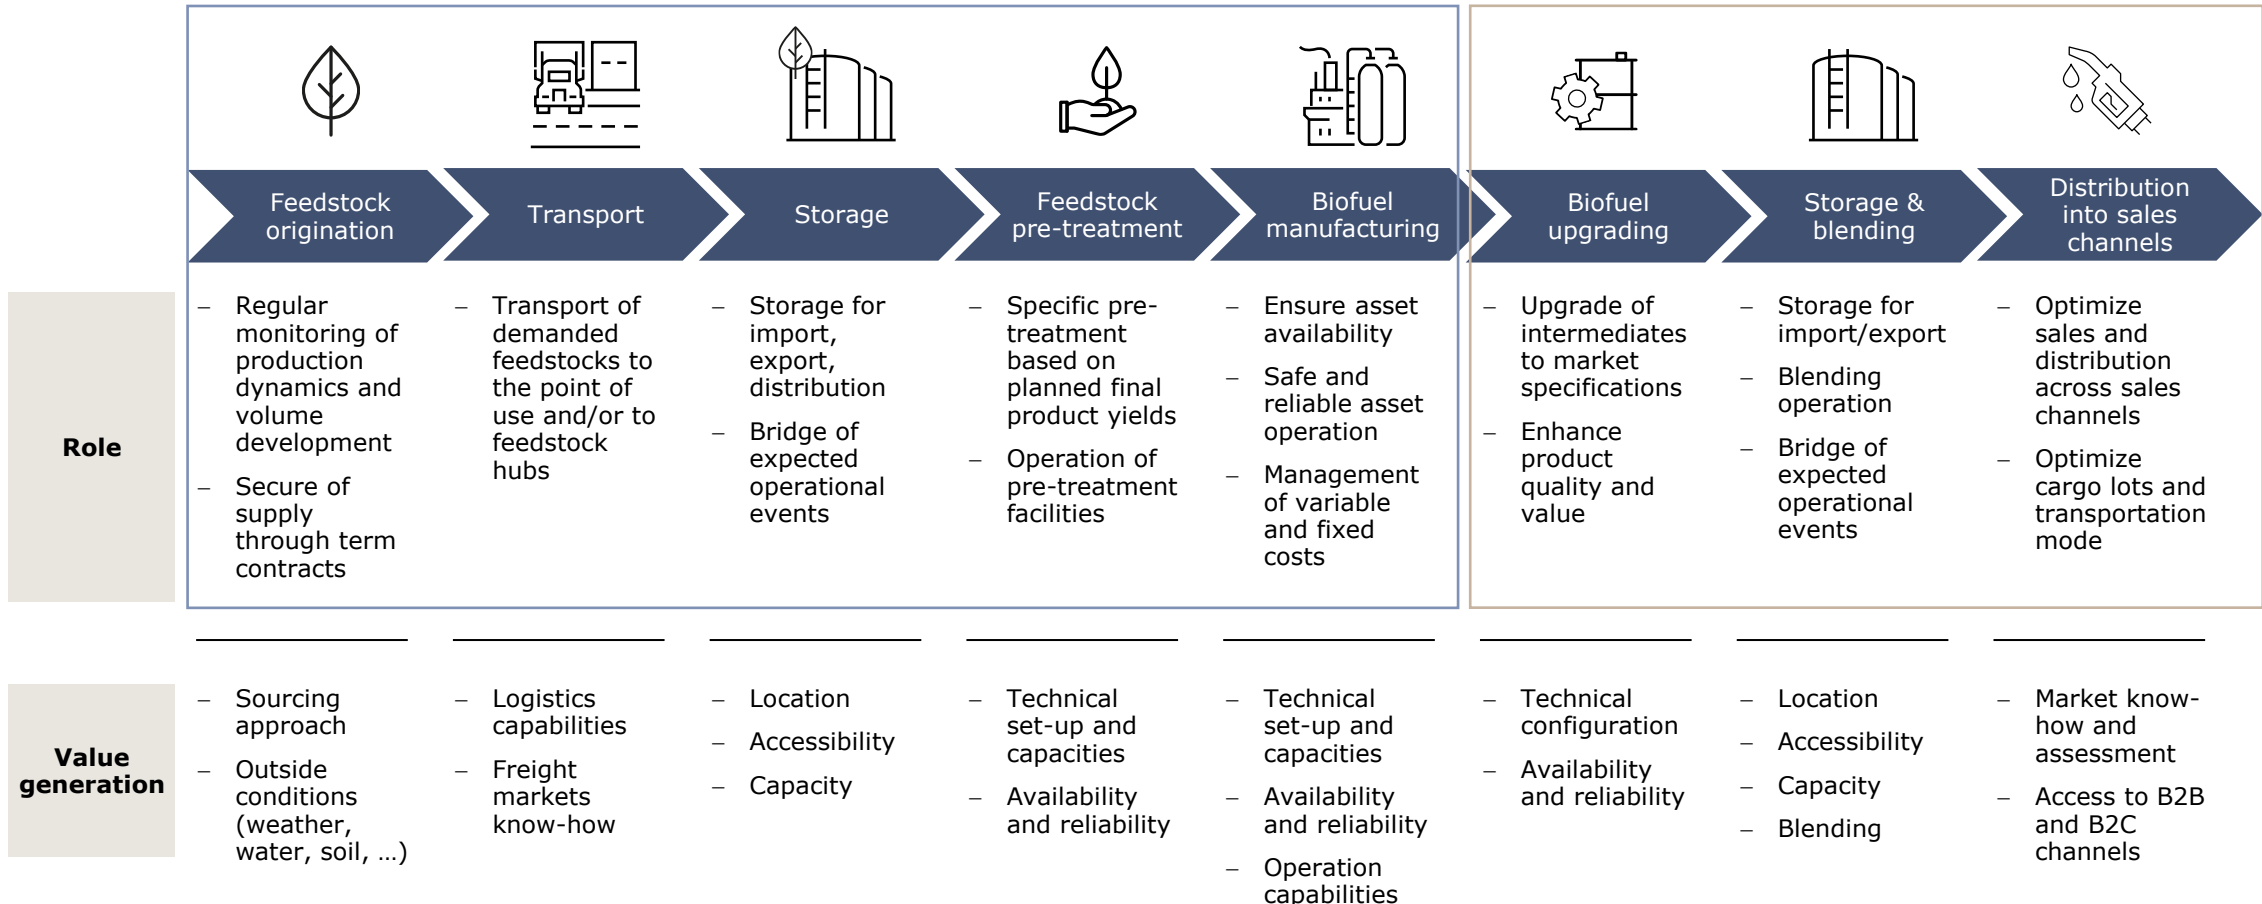 Feedstock
origination
Transport
Storage
Feedstock
pre-treatment
Biofuel
manufacturing
Biofuel
upgrading
Storage &
blending
Distribution
into sales
channels
Role
– Regular
monitoring of
production
dynamics and
volume
development
– Secure of
supply
through term
contracts
– Transport of
demanded
feedstocks to
the point of
use and/or to
feedstock
hubs
– Storage for
import,
export,
distribution
– Bridge of
expected
operational
events
– Specific pre-
treatment
based on
planned final
product yields
– Operation of
pre-treatment
facilities
– Ensure asset
availability
– Safe and
reliable asset
operation
– Management
of variable
and fixed
costs
– Upgrade of
intermediates
to market
specifications
– Enhance
product
quality and
value
– Storage for
import/export
– Blending
operation
– Bridge of
expected
operational
events
– Optimize
sales and
distribution
across sales
channels
– Optimize
cargo lots and
transportation
mode
Value
generation
– Sourcing
approach
– Outside
conditions
(weather,
water, soil, …)
– Logistics
capabilities
– Freight
markets
know-how
– Location
– Accessibility
– Capacity
– Technical
set-up and
capacities
– Availability
and reliability
– Technical
set-up and
capacities
– Availability
and reliability
– Operation
capabilities
– Technical
configuration
– Availability
and reliability
– Location
– Accessibility
– Capacity
– Blending
– Market know-
how and
assessment
– Access to B2B
and B2C
channels